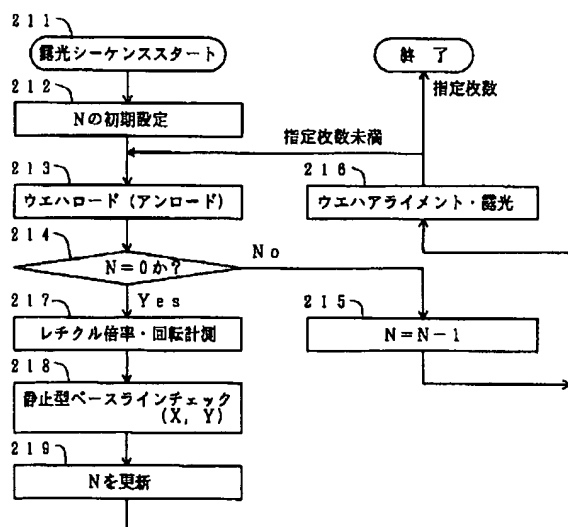 211
露光シーケンススタート
終 了
212
指定枚数
Nの初期設定
指定枚数未満
213
216
ウエハロード(アンロード)
ウエハアライメント・露光
214
N=0か?
No
217
Yes
215
レチクル倍率・回転計測
N=N-1
218
静止型ベースラインチェック
(X, Y)
219
Nを更新